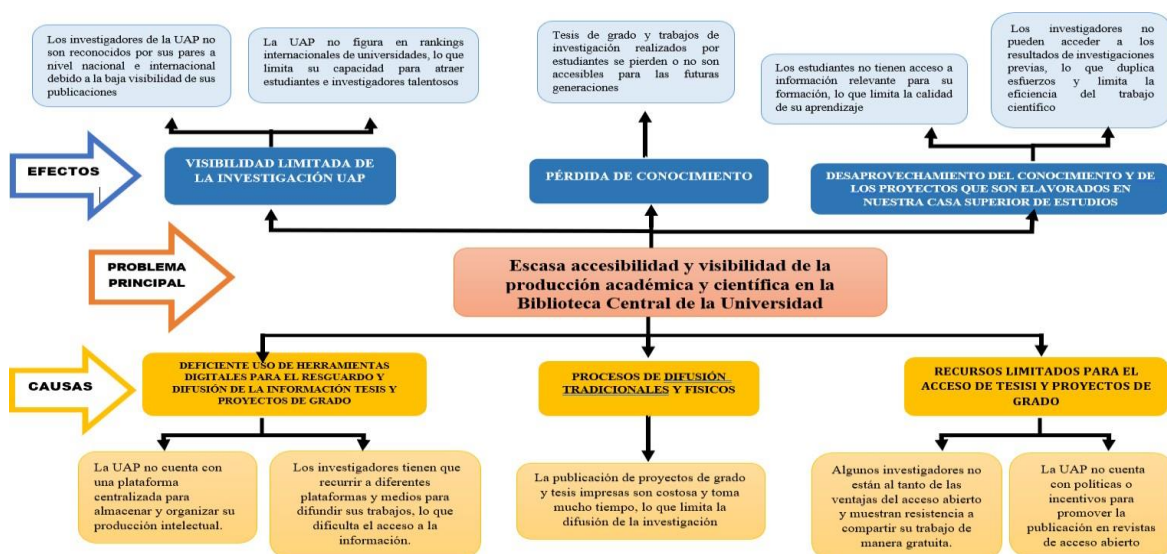 Los investigadores de la UAP no
son reconocidos por sus pares a
nivel nacional e internacional
debido a la baja visibilidad de sus
publicaciones
La UAP no figura en rankings
internacionales de universidades, lo que
limita su capacidad para atraer
estudiantes e investigadores talentosos
Tesis de grado y trabajos de
investigación realizados por
estudiantes se pierden o no son
accesibles para las futuras
generaciones
Los estudiantes no tienen acceso a
información relevante para su
formación, lo que limita la calidad
de su aprendizaje
Los investigadores no
pueden acceder a los
resultados de investigaciones
previas, lo que duplica
esfuerzos y limita la
eficiencia del trabajo
científico
EFECTOS
VISIBILIDAD LIMITADA DE
LA INVESTIGACIÓN UAP
PÉRDIDA DE CONOCIMIENTO
DESAPROVECHAMIENTO DEL CONOCIMIENTO Y DE
LOS PROYECTOS QUE SON ELAVORADOS EN
NUESTRA CASA SUPERIOR DE ESTUDIOS
PROBLEMA
PRINCIPAL
Escasa accesibilidad y visibilidad de la
producción académica y científica en la
Biblioteca Central de la Universidad
CAUSAS
DEFICIENTE USO DE HERRAMIENTAS
DIGITALES PARA EL RESGUARDO Y
DIFUSIÓN DE LA INFORMACIÓN TESIS Y
PROYECTOS DE GRADO
PROCESOS DE DIFUSIÓN
TRADICIONALES Y FISICOS
RECURSOS LIMITADOS PARA EL
ACCESO DE TESISI Y PROYECTOS DE
GRADO
La UAP no cuenta con
una plataforma
centralizada para
almacenar y organizar su
producción intelectual.
Los investigadores tienen que
recurrir a diferentes
plataformas y medios para
difundir sus trabajos, lo que
dificulta el acceso a la
información.
La publicación de proyectos de grado
y tesis impresas son costosa y toma
mucho tiempo, lo que limita la
difusión de la investigación
Algunos investigadores no
están al tanto de las
ventajas del acceso abierto
y muestran resistencia a
compartir su trabajo de
manera gratuita.
La UAP no cuenta
con políticas o
incentivos para
promover la
publicación en revistas
de acceso abierto